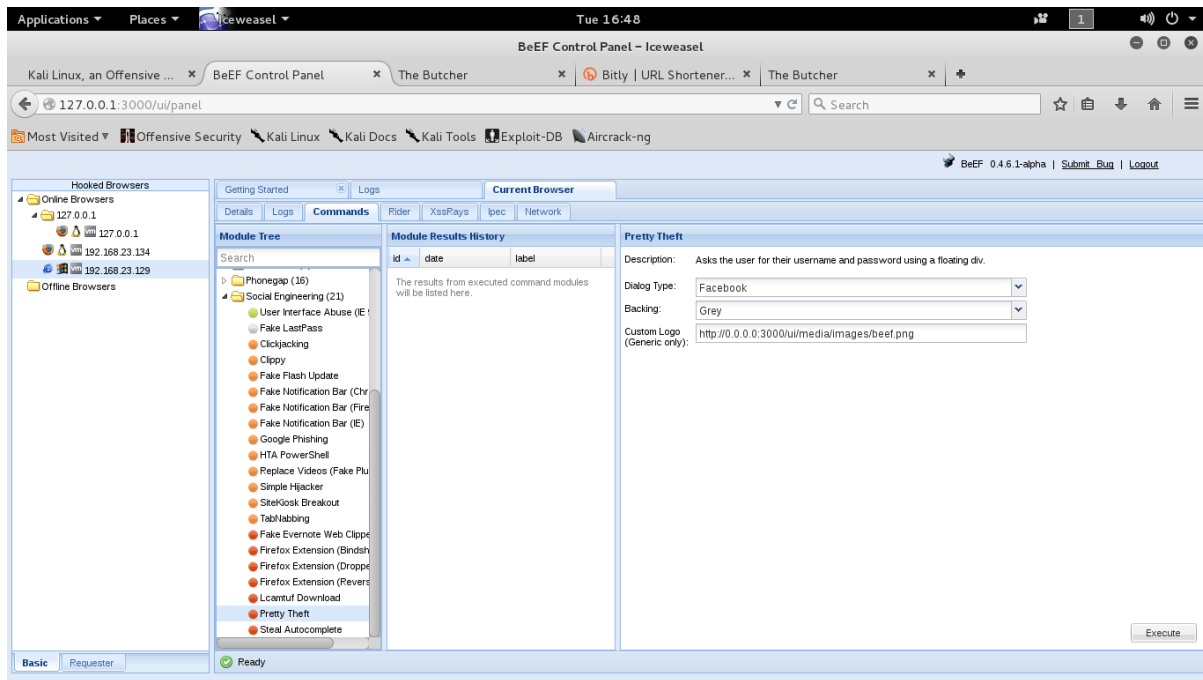 Applications Places Iceweasel Tue 16:48 1
BeEF Control Panel – Iceweasel
Kali Linux, an Offensive ... BeEF Control Panel The Butcher Bitly | URL Shortener... The Butcher
127.0.0.1:3000/ui/panel Search
Most Visited Offensive Security Kali Linux Kali Docs Kali Tools Exploit-DB Aircrack-ng
BeEF 0.4.6.1-alpha | Submit Bug | Logout
Hooked Browsers
Online Browsers
127.0.0.1
127.0.0.1
192.168.23.134
192.168.23.129
Offline Browsers
Basic Requester
Getting Started Logs Current Browser
Details Logs Commands Rider XssRays Ipec Network
Module Tree
Search
Phonegap (16)
Social Engineering (21)
User Interface Abuse (IE
Fake LastPass
Clickjacking
Clippy
Fake Flash Update
Fake Notification Bar (Chr
Fake Notification Bar (Fire
Fake Notification Bar (IE)
Google Phishing
HTA PowerShell
Replace Videos (Fake Plu
Simple Hijacker
SiteKiosk Breakout
TabNabbing
Fake Evernote Web Clippe
Firefox Extension (Bindsh
Firefox Extension (Droppe
Firefox Extension (Revers
Lcamtuf Download
Pretty Theft
Steal Autocomplete
Module Results History
id date label
The results from executed command modules
will be listed here.
Pretty Theft
Description: Asks the user for their username and password using a floating div.
Dialog Type: Facebook
Backing: Grey
Custom Logo
(Generic only): http://0.0.0.0:3000/ui/media/images/beef.png
Execute
Ready